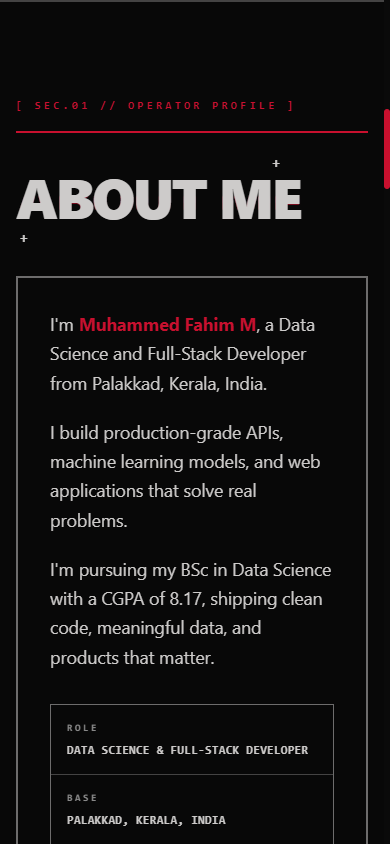 [ SEC.01 // OPERATOR PROFILE ]
ABOUT ME
I'm Muhammed Fahim M, a Data
Science and Full-Stack Developer
from Palakkad, Kerala, India.
I build production-grade APIs,
machine learning models, and web
applications that solve real
problems.
I'm pursuing my BSc in Data Science
with a CGPA of 8.17, shipping clean
code, meaningful data, and
products that matter.
ROLE
DATA SCIENCE & FULL-STACK DEVELOPER
BASE
PALAKKAD, KERALA, INDIA